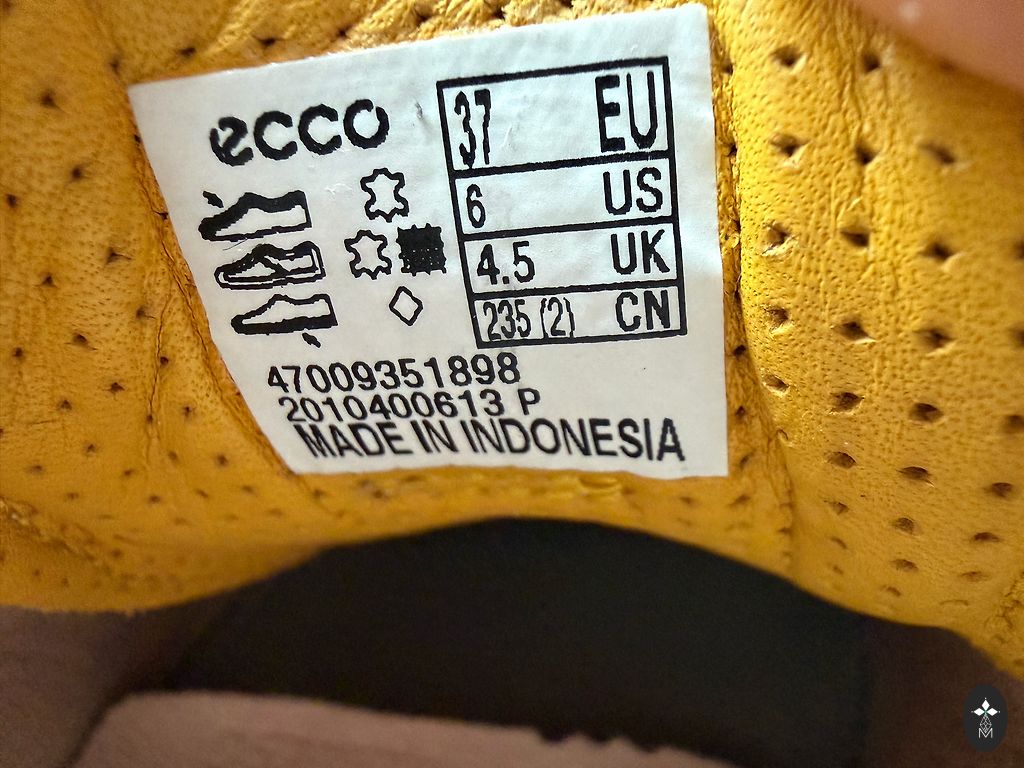 ecco
37 EU
6 US
4.5 UK
235 (2) CN
47009351898
2010400613 P
MADE IN INDONESIA
M